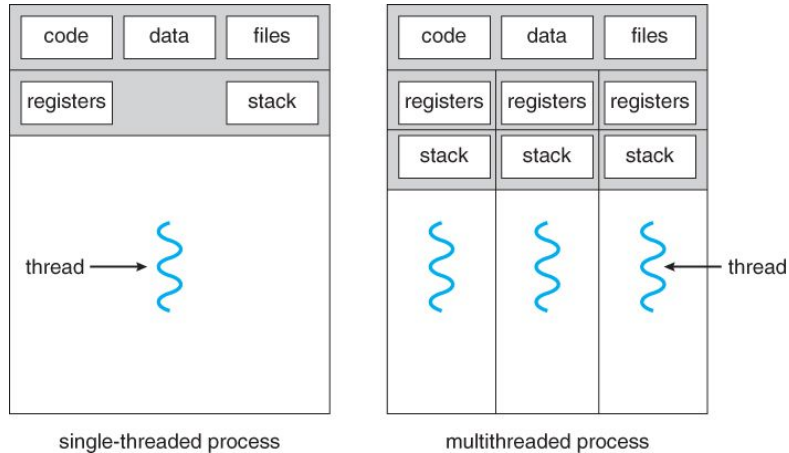 code data files
registers stack
thread
single-threaded process
code data files
registers registers registers
stack stack stack
thread
multithreaded process